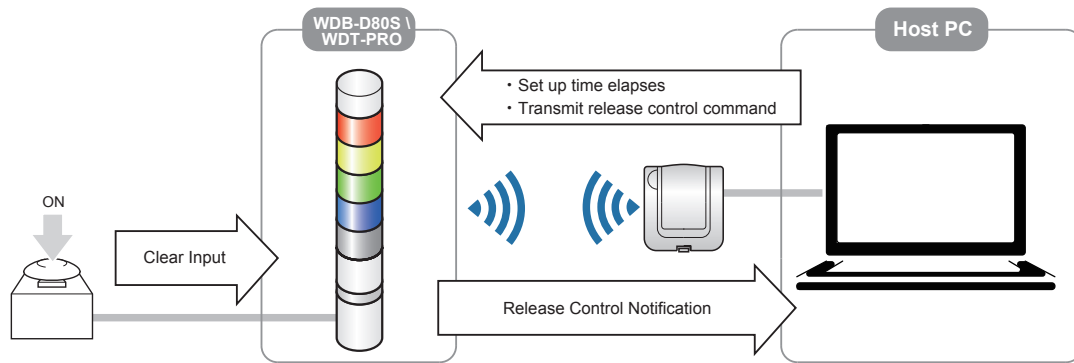 WDB-D80S \
WDT-PRO
Host PC
・Set up time elapses
・Transmit release control command
ON
Clear Input
Release Control Notification